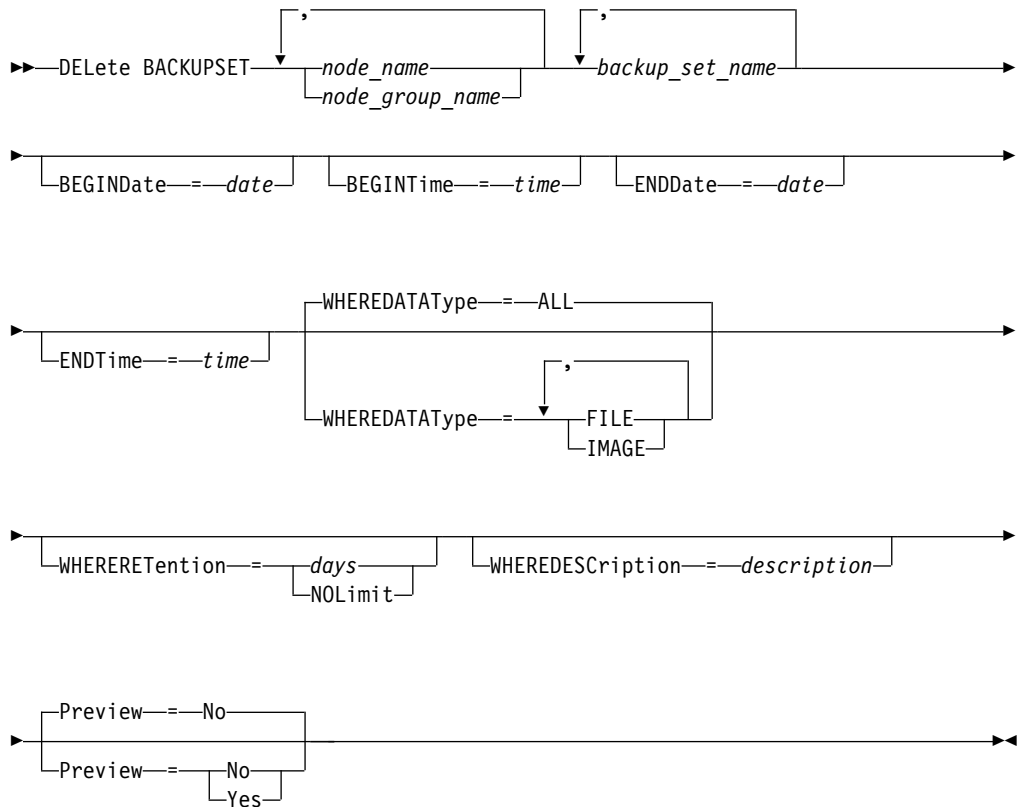 , ,
DELete BACKUPSET node_name backup_set_name
node_group_name
BEGINDate = date BEGINTime = time ENDDate = date
WHEREDATAType = ALL
ENDTime = time
,
WHEREDATAType = FILE
IMAGE
WHERERETention = days WHEREDESCription = description
NOLimit
Preview = No
Preview = No
Yes